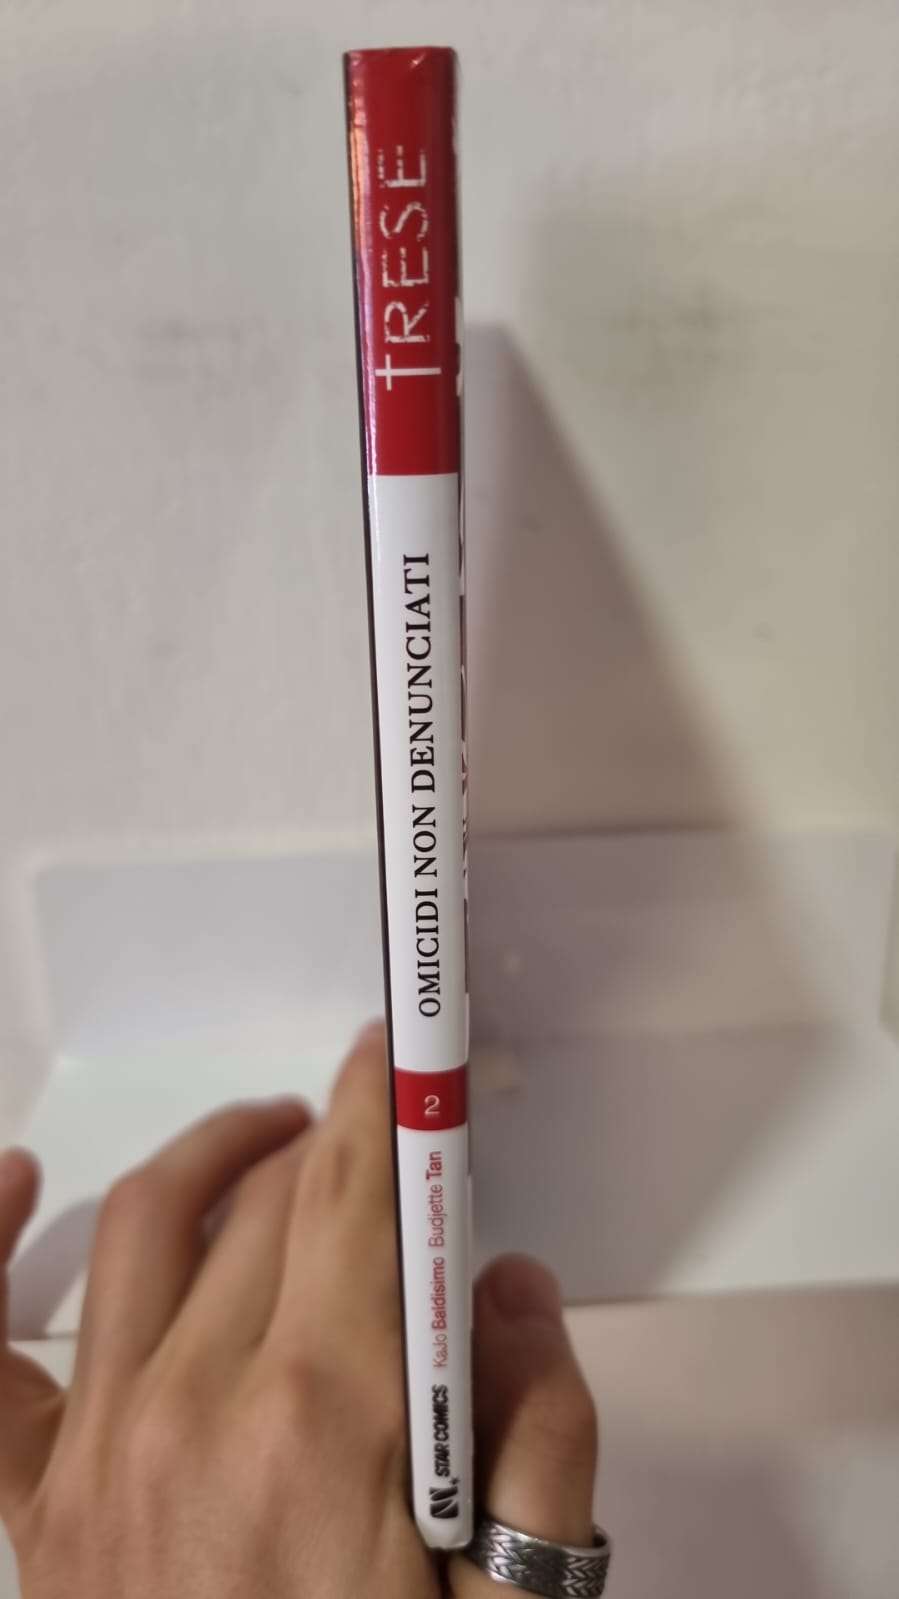 TRESE
OMICIDI NON DENUNCIATI
2
KaJo Baldisimo Budjette Tan
STAR COMICS